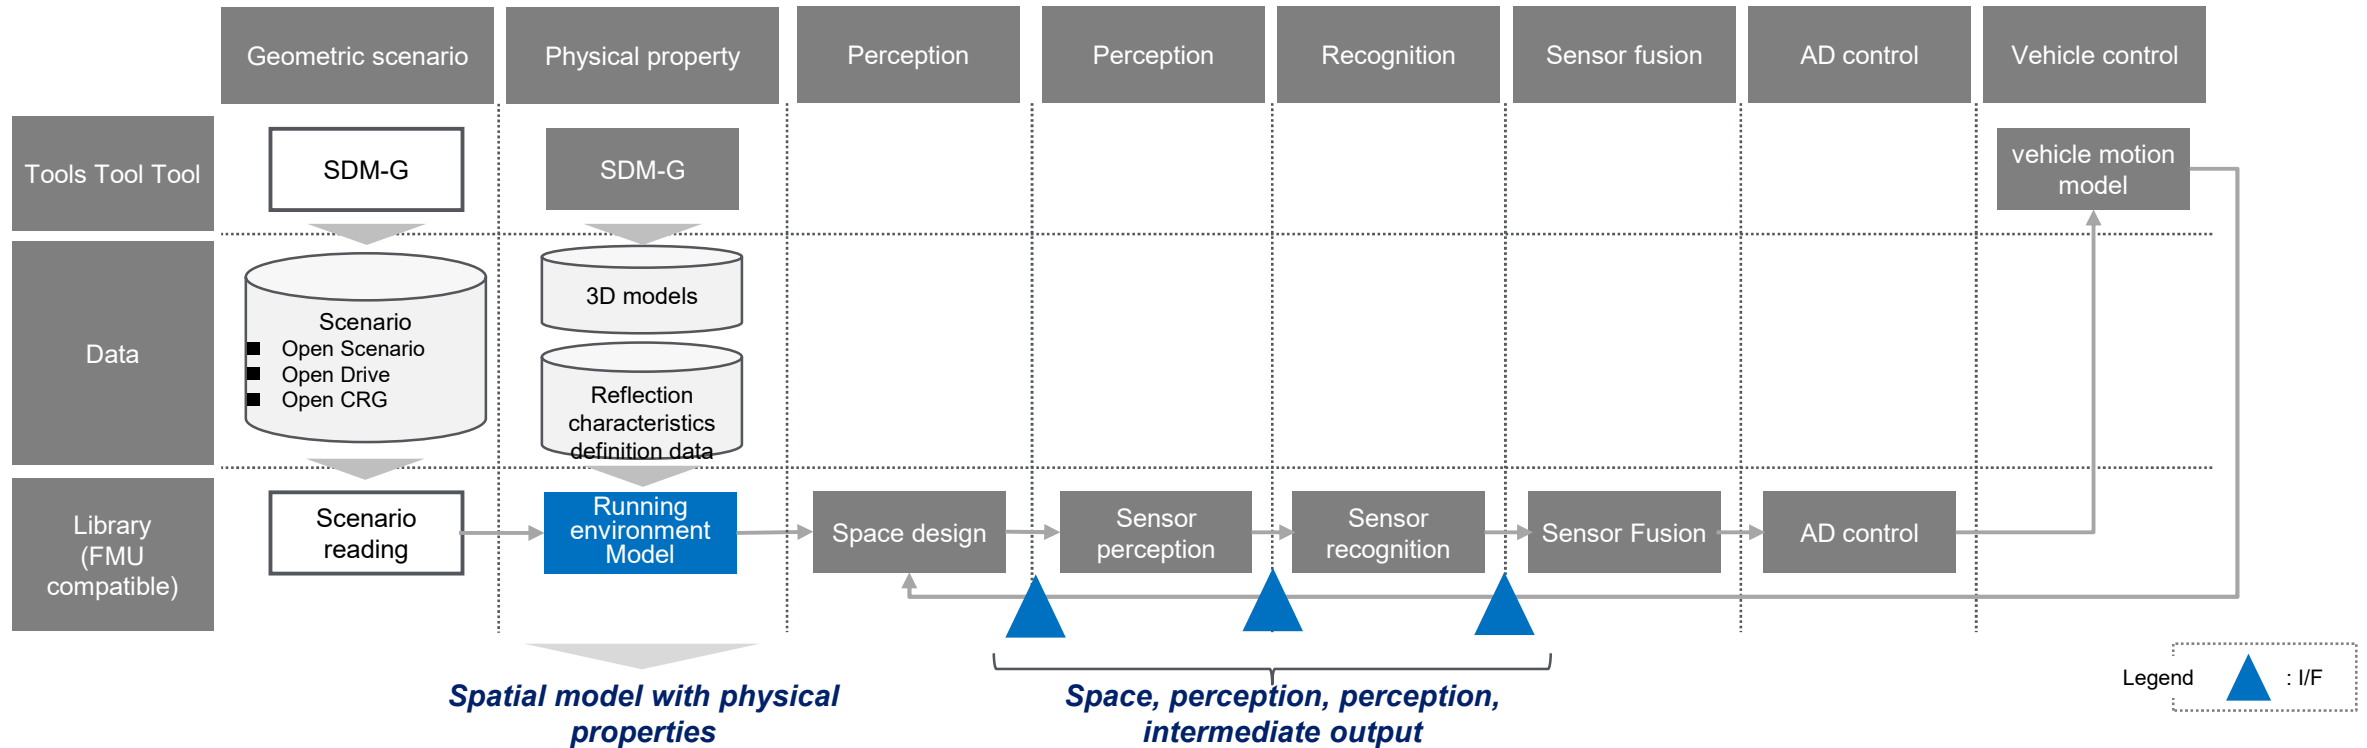 Geometric scenario
Physical property
Perception
Perception
Recognition
Sensor fusion
AD control
Vehicle control
Tools Tool Tool
SDM-G
SDM-G
vehicle motion
model
Data
Scenario
Open Scenario
Open Drive
Open CRG
3D models
Reflection
characteristics
definition data
Library
(FMU
compatible)
Scenario
reading
Running
environment
Model
Space design
Sensor
perception
Sensor
recognition
Sensor Fusion
AD control
Spatial model with physical
properties
Space, perception, perception,
intermediate output
Legend
: I/F